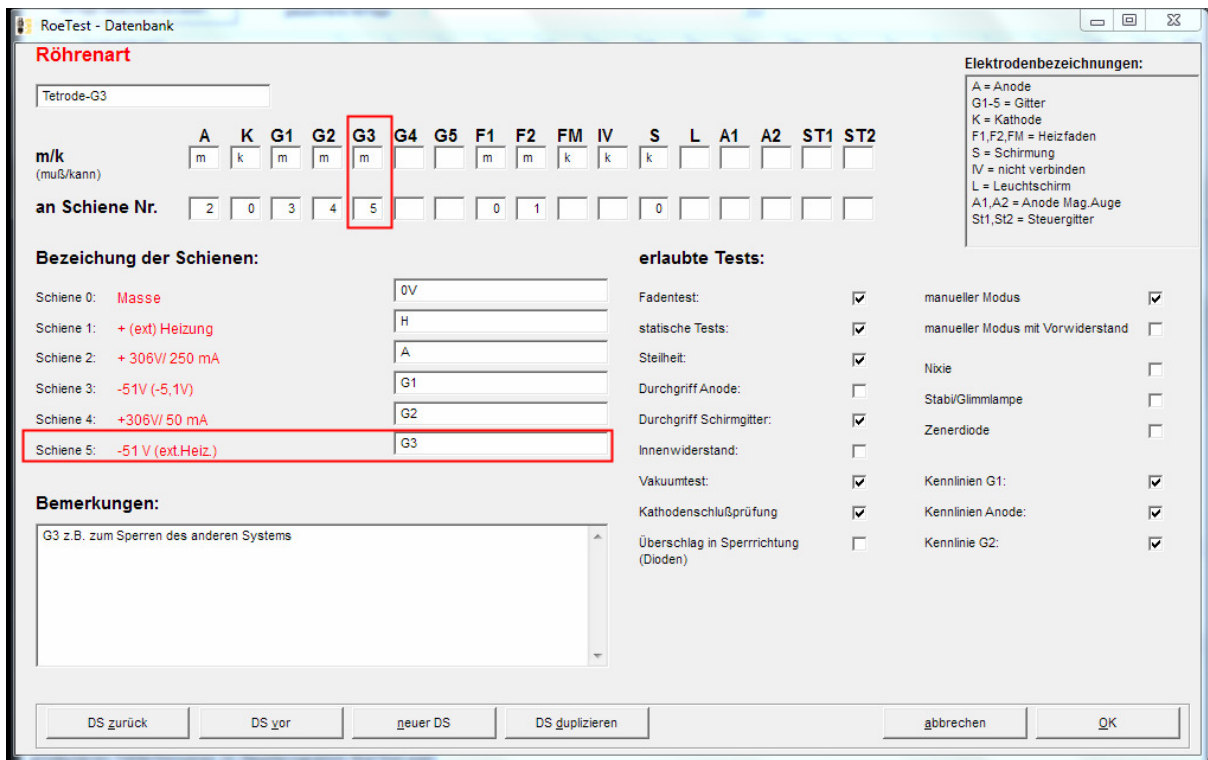 RoeTest - Datenbank
Röhrenart
Tetrode-G3
A K G1 G2 G3 G4 G5 F1 F2 FM IV S L A1 A2 ST1 ST2
m/k m k m m m m m k k k
(muß/kann)
an Schiene Nr. 2 0 3 4 5 0 1 0
Elektrodenbezeichnungen:
A = Anode
G1-5 = Gitter
K = Kathode
F1,F2,FM = Heizfaden
S = Schirmung
IV = nicht verbinden
L = Leuchtschirm
A1,A2 = Anode Mag.Auge
St1,St2 = Steuergitter
Bezeichung der Schienen:
Schiene 0: Masse 0V
Schiene 1: + (ext) Heizung H
Schiene 2: + 306V/ 250 mA A
Schiene 3: -51V (-5,1V) G1
Schiene 4: +306V/ 50 mA G2
Schiene 5: -51 V (ext.Heiz.) G3
Bemerkungen:
G3 z.B. zum Sperren des anderen Systems
erlaubte Tests:
Fadentest:
statische Tests:
Steilheit:
Durchgriff Anode:
Durchgriff Schirmgitter:
Innenwiderstand:
Vakuumtest:
Kathodenschlußprüfung
Überschlag in Sperrrichtung
(Dioden)
manueller Modus
manueller Modus mit Vorwiderstand
Nixie
Stabi/Glimmlampe
Zenerdiode
Kennlinien G1:
Kennlinien Anode:
Kennlinie G2:
DS zurück DS vor neuer DS DS duplizieren abbrechen OK